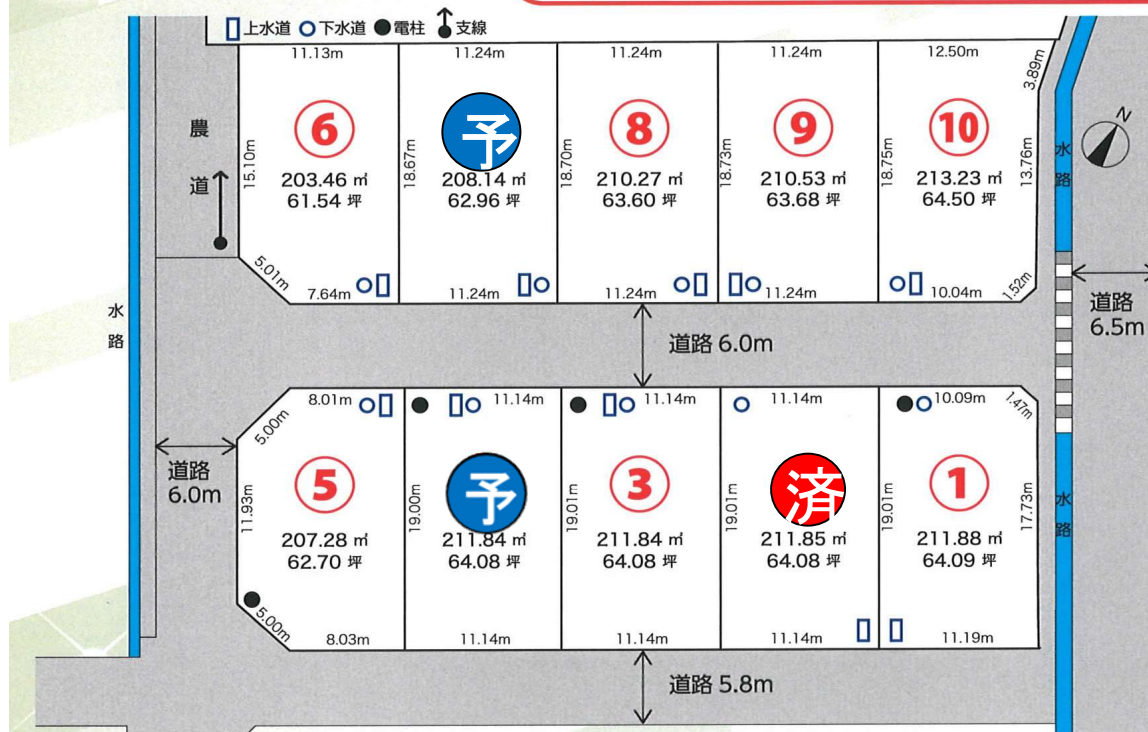 上水道 下水道 電柱 支線
11.13m 11.24m 11.24m 11.24m 12.50m
3.89m
農道
15.10m
6
203.46 ㎡
61.54 坪
5.01m
7.64m
18.67m
予
208.14 ㎡
62.96 坪
11.24m
18.70m
8
210.27 ㎡
63.60 坪
11.24m
18.73m
9
210.53 ㎡
63.68 坪
11.24m
18.75m
10
213.23 ㎡
64.50 坪
13.76m
10.04m
1.52m
水路
N
水路
道路 6.0m
道路
6.5m
道路
6.0m
8.01m
5.00m
11.93m
5
207.28 ㎡
62.70 坪
5.00m
8.03m
11.14m
19.00m
予
211.84 ㎡
64.08 坪
11.14m
11.14m
19.01m
3
211.84 ㎡
64.08 坪
11.14m
11.14m
19.01m
済
211.85 ㎡
64.08 坪
11.14m
10.09m
1.47m
19.01m
1
211.88 ㎡
64.09 坪
17.73m
11.19m
水路
道路 5.8m